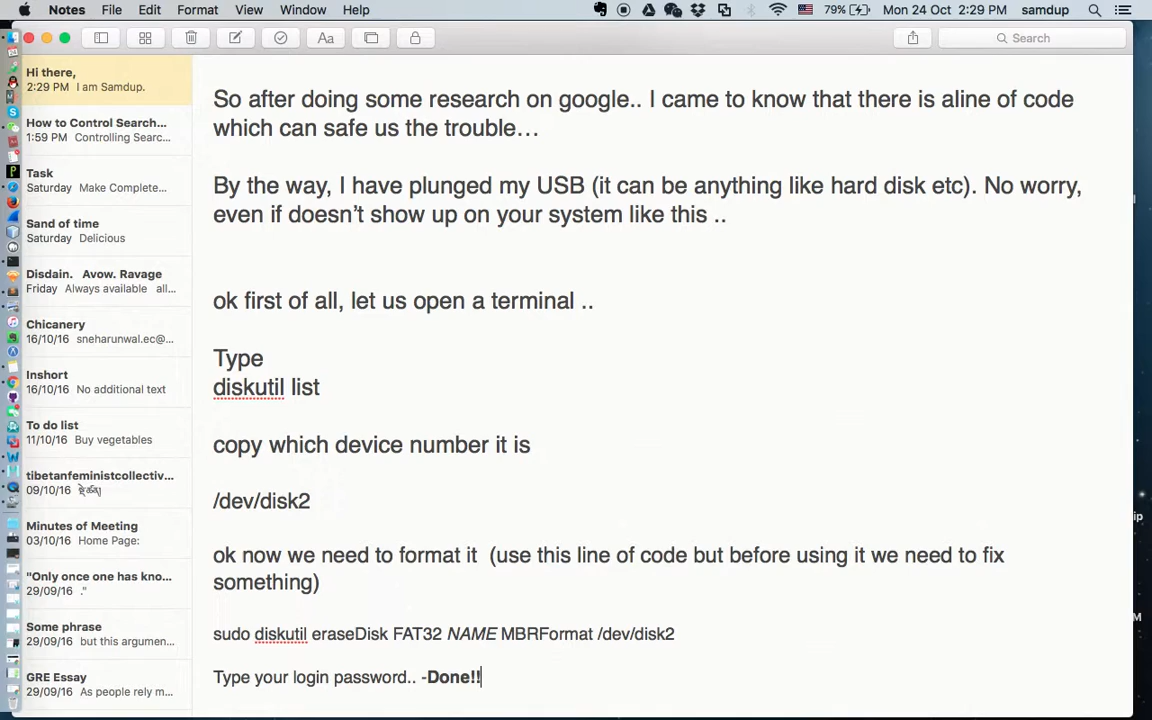 Notes File Edit Format View Window Help 79% Mon 24 Oct 2:29 PM samdup
Aa Search
Hi there,
2:29 PM I am Samdup.
How to Control Search...
1:59 PM Controlling Searc...
Task
Saturday Make Complete...
Sand of time
Saturday Delicious
Disdain. Avow. Ravage
Friday Always available all...
Chicanery
16/10/16 sneharunwal.ec@...
Inshort
16/10/16 No additional text
To do list
11/10/16 Buy vegetables
tibetanfeministcollectiv...
09/10/16
Minutes of Meeting
03/10/16 Home Page:
"Only once one has kno...
29/09/16 ."
Some phrase
29/09/16 but this argumen...
GRE Essay
29/09/16 As people rely m...
So after doing some research on google.. I came to know that there is aline of code
which can safe us the trouble…
By the way, I have plunged my USB (it can be anything like hard disk etc). No worry,
even if doesn’t show up on your system like this ..
ok first of all, let us open a terminal ..
Type
diskutil list
copy which device number it is
/dev/disk2
ok now we need to format it (use this line of code but before using it we need to fix
something)
sudo diskutil eraseDisk FAT32 NAME MBRFormat /dev/disk2
Type your login password.. -Done!!
ip
M